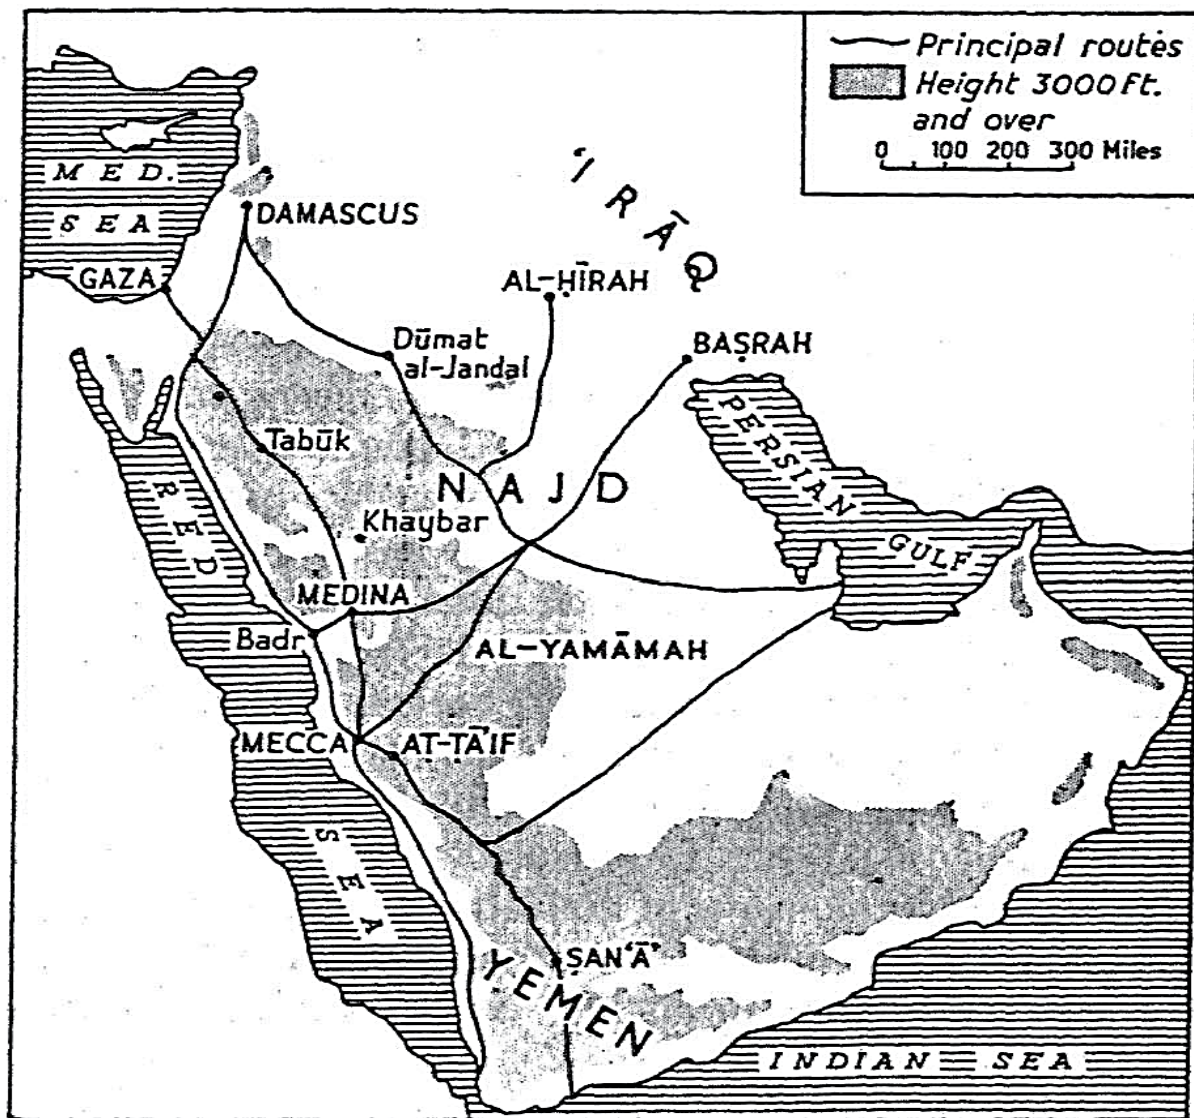 Principal routes
Height 3000 Ft.
and over
0 100 200 300 Miles
MED.
SEA
DAMASCUS
GAZA
'IRĀQ
AL-ḤĪRAH
Dūmat
al-Jandal
BAṢRAH
PERSIAN
GULF
Tabūk
NAJD
Khaybar
RED
SEA
MEDINA
Badr
AL-YAMĀMAH
MECCA
AṬ-ṬĀ'IF
ṢAN'Ā'
YEMEN
INDIAN SEA